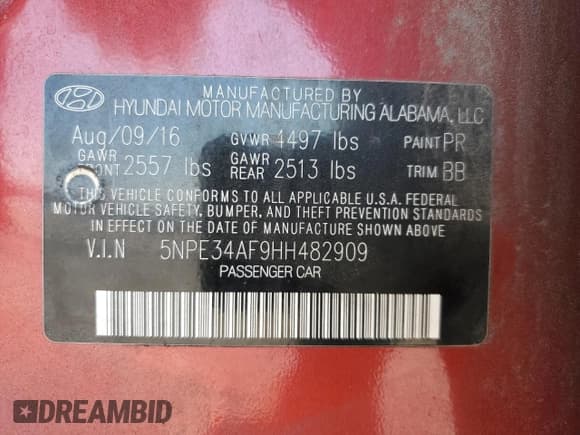 MANUFACTURED BY
HYUNDAI MOTOR MANUFACTURING ALABAMA, LLC
Aug/09/16 GVWR 4497 lbs PAINT PR
GAWR FRONT 2557 lbs GAWR REAR 2513 lbs TRIM BB
THIS VEHICLE CONFORMS TO ALL APPLICABLE U.S.A. FEDERAL
MOTOR VEHICLE SAFETY, BUMPER, AND THEFT PREVENTION STANDARDS
IN EFFECT ON THE DATE OF MANUFACTURE SHOWN ABOVE.
V.I.N 5NPE34AF9HH482909
PASSENGER CAR
DREAMBID